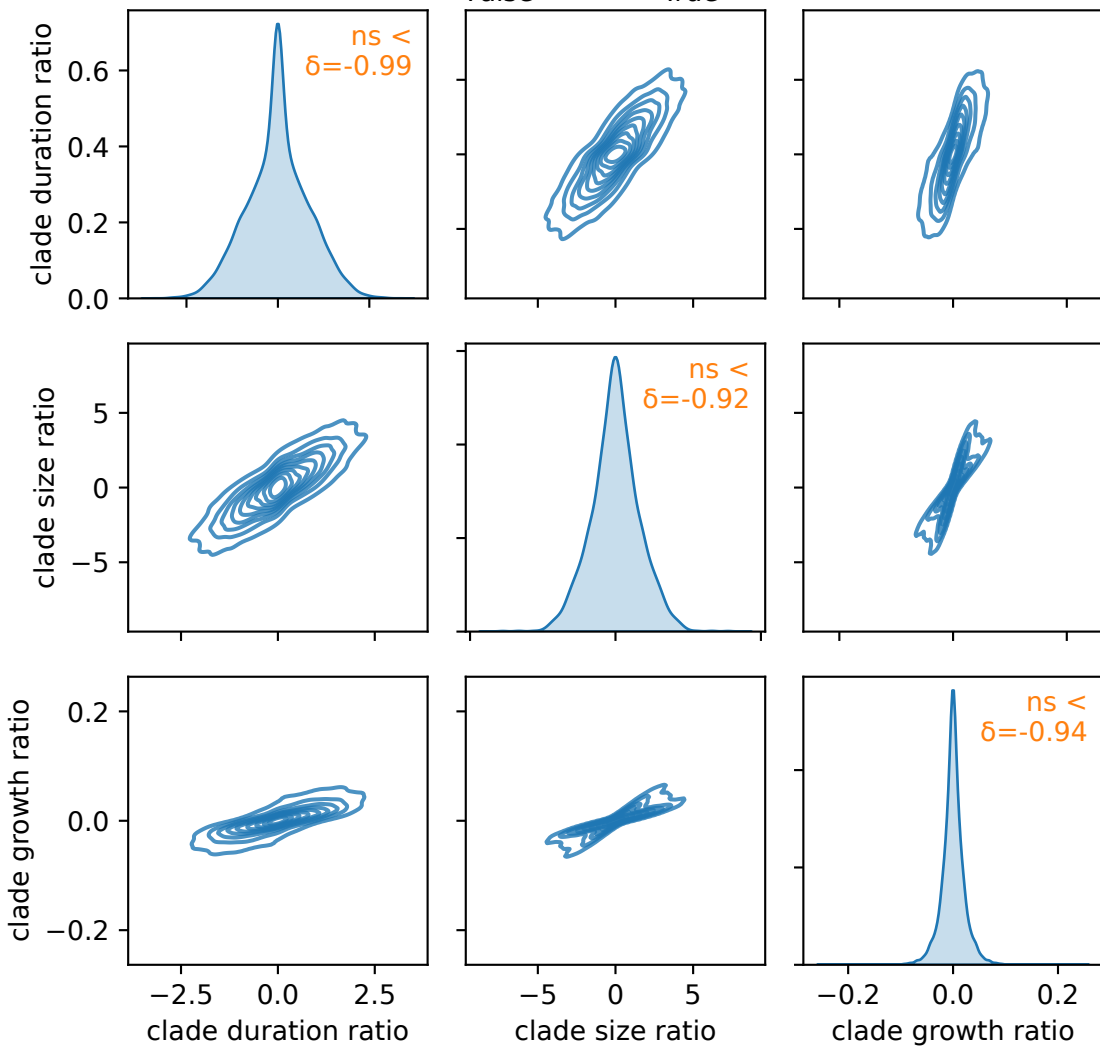 clade duration ratio
0.6
0.4
0.2
0.0
ns <
δ=-0.99
clade size ratio
5
0
−5
ns <
δ=-0.92
clade growth ratio
0.2
0.0
−0.2
ns <
δ=-0.94
−2.5 0.0 2.5
−5 0 5
−0.2 0.0 0.2
clade duration ratio
clade size ratio
clade growth ratio